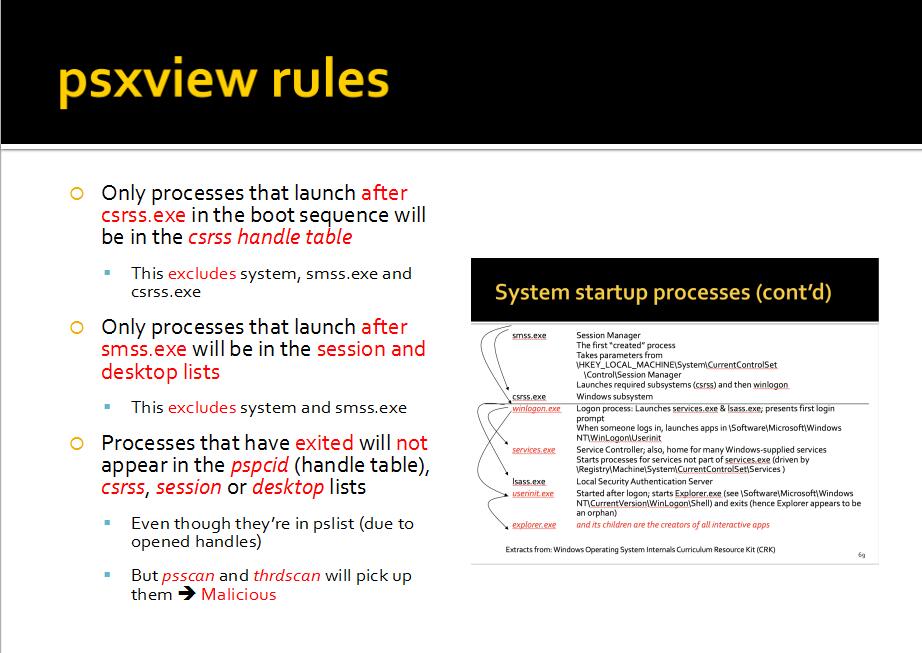 psxview rules
Only processes that launch after
csrss.exe in the boot sequence will
be in the csrss handle table
This excludes system, smss.exe and
csrss.exe
Only processes that launch after
smss.exe will be in the session and
desktop lists
This excludes system and smss.exe
Processes that have exited will not
appear in the pspcid (handle table),
csrss, session or desktop lists
Even though they're in pslist (due to
opened handles)
But psscan and thrdscan will pick up
them → Malicious
System startup processes (cont'd)
smss.exe Session Manager
The first "created" process
Takes parameters from
\HKEY_LOCAL_MACHINE\System\CurrentControlSet
\Control\Session Manager
Launches required subsystems (csrss) and then winlogon
csrss.exe Windows subsystem
winlogon.exe Logon process: Launches services.exe & lsass.exe; presents first login
prompt
When someone logs in, launches apps in \Software\Microsoft\Windows
NT\WinLogon\Userinit
services.exe Service Controller; also, home for many Windows-supplied services
Starts processes for services not part of services.exe (driven by
\Registry\Machine\System\CurrentControlSet\Services )
lsass.exe Local Security Authentication Server
userinit.exe Started after logon; starts Explorer.exe (see \Software\Microsoft\Windows
NT\CurrentVersion\WinLogon\Shell) and exits (hence Explorer appears to be
an orphan)
explorer.exe and its children are the creators of all interactive apps
Extracts from: Windows Operating System Internals Curriculum Resource Kit (CRK)
69